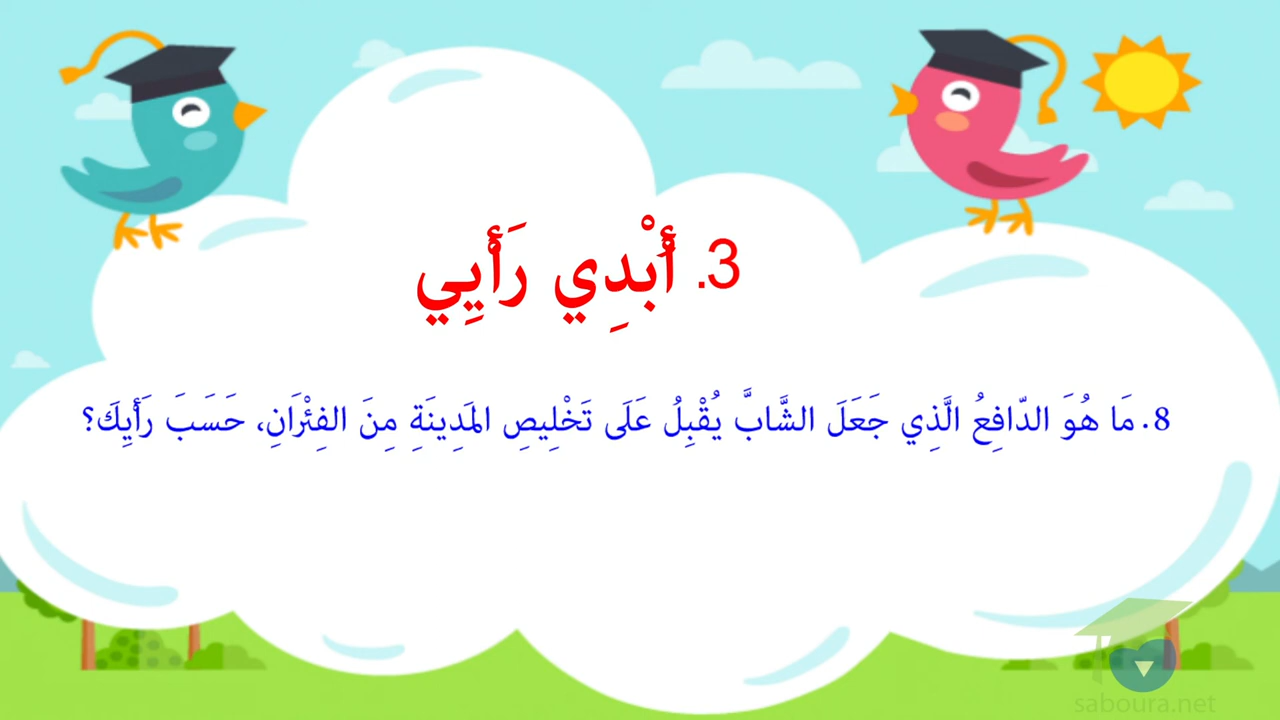 3. أُبْدِي رَأْيِي
8. مَا هُوَ الدّافِعُ الَّذِي جَعَلَ الشَّابَّ يُقْبِلُ عَلَى تَخْلِيصِ المَدِينَةِ مِنَ الفِئْرَانِ، حَسَبَ رَأْيِكَ؟
saboura.net